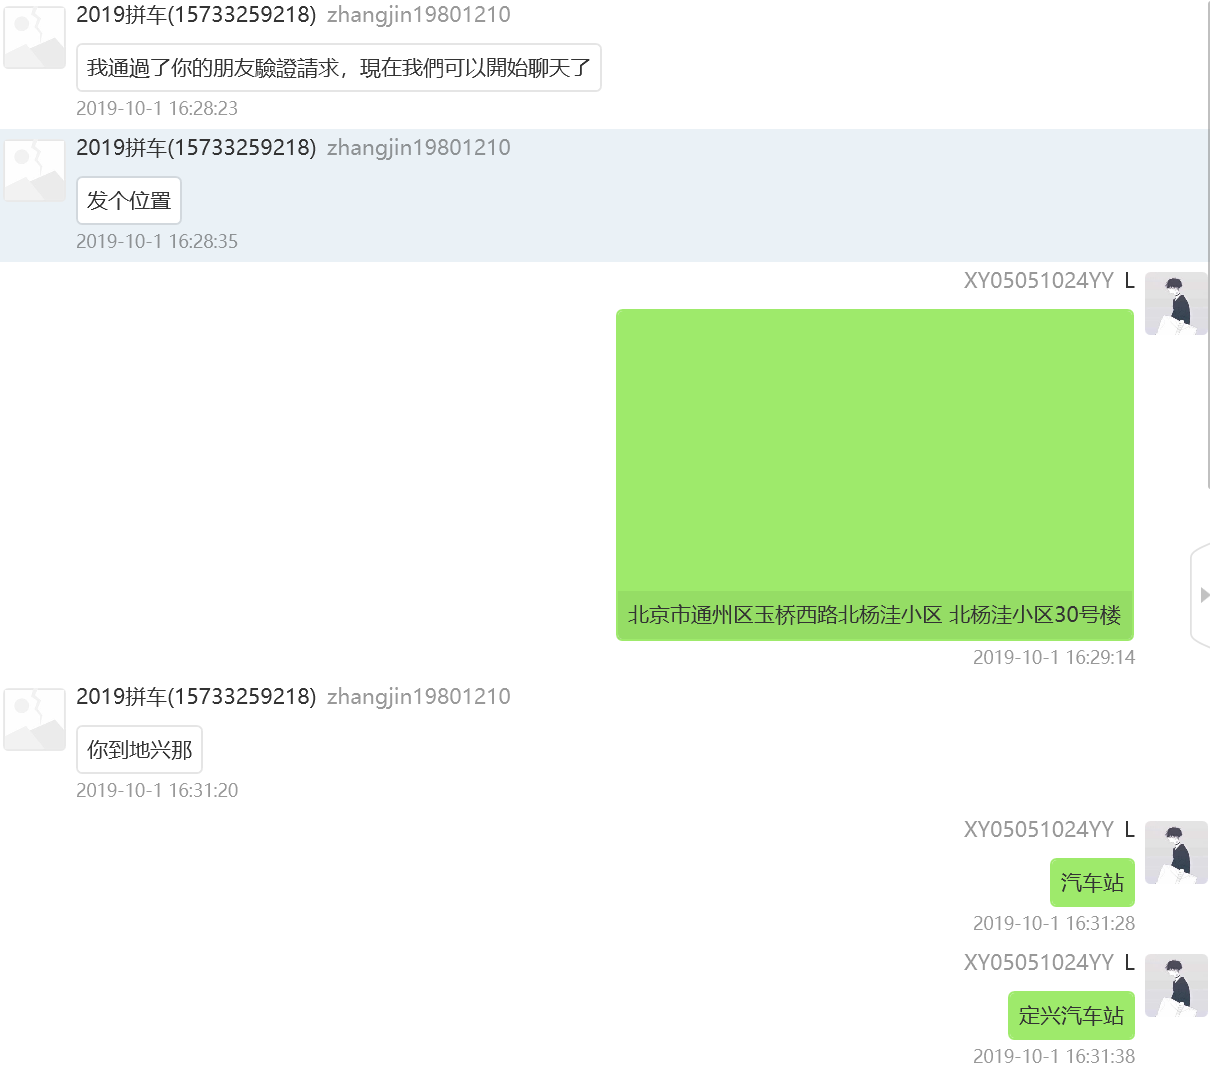 2019拼车(15733259218) zhangjin19801210
我通過了你的朋友驗證請求，現在我們可以開始聊天了
2019-10-1 16:28:23
2019拼车(15733259218) zhangjin19801210
发个位置
2019-10-1 16:28:35
XY05051024YY L
北京市通州区玉桥西路北杨洼小区 北杨洼小区30号楼
2019-10-1 16:29:14
2019拼车(15733259218) zhangjin19801210
你到地兴那
2019-10-1 16:31:20
XY05051024YY L
汽车站
2019-10-1 16:31:28
XY05051024YY L
定兴汽车站
2019-10-1 16:31:38